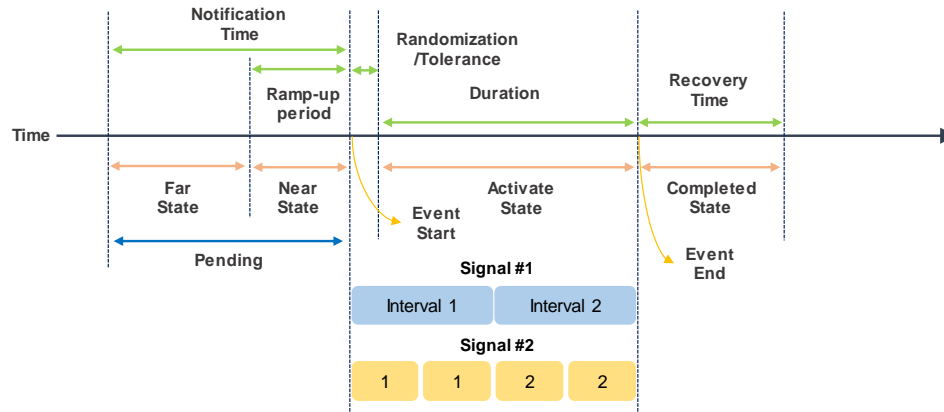 Notification
Time
Randomization
/Tolerance
Ramp-up
period
Duration
Recovery
Time
Time
Far
State
Near
State
Activate
State
Completed
State
Event
Start
Pending
Event
End
Signal #1
Interval 1
Interval 2
Signal #2
1
1
2
2